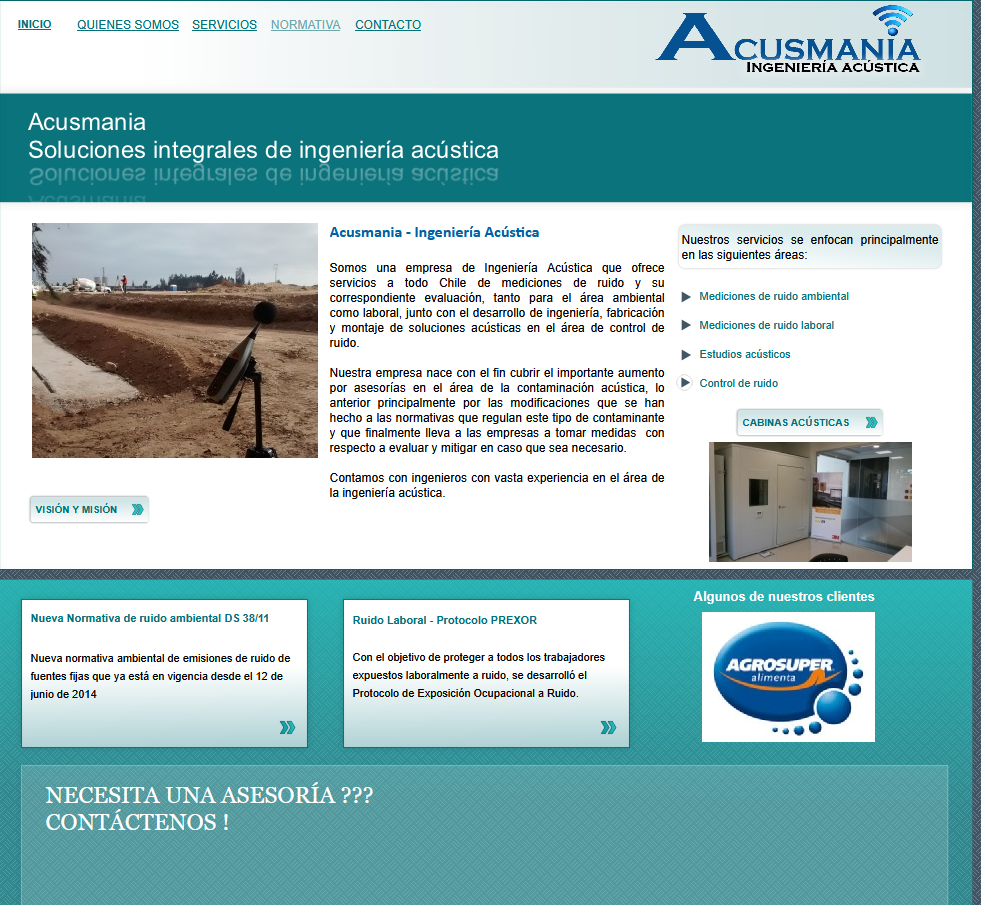 INICIO QUIENES SOMOS SERVICIOS NORMATIVA CONTACTO
ACUSMANIA
INGENIERÍA ACÚSTICA
Acusmania
Soluciones integrales de ingeniería acústica
Acusmania - Ingeniería Acústica
Somos una empresa de Ingeniería Acústica que ofrece
servicios a todo Chile de mediciones de ruido y su
correspondiente evaluación, tanto para el área ambiental
como laboral, junto con el desarrollo de ingeniería, fabricación
y montaje de soluciones acústicas en el área de control de
ruido.
Nuestra empresa nace con el fin cubrir el importante aumento
por asesorías en el área de la contaminación acústica, lo
anterior principalmente por las modificaciones que se han
hecho a las normativas que regulan este tipo de contaminante
y que finalmente lleva a las empresas a tomar medidas con
respecto a evaluar y mitigar en caso que sea necesario.
Contamos con ingenieros con vasta experiencia en el área de
la ingeniería acústica.
VISIÓN Y MISIÓN
Nuestros servicios se enfocan principalmente
en las siguientes áreas:
Mediciones de ruido ambiental
Mediciones de ruido laboral
Estudios acústicos
Control de ruido
CABINAS ACÚSTICAS
3M
Nueva Normativa de ruido ambiental DS 38/11
Nueva normativa ambiental de emisiones de ruido de
fuentes fijas que ya está en vigencia desde el 12 de
junio de 2014
Ruido Laboral - Protocolo PREXOR
Con el objetivo de proteger a todos los trabajadores
expuestos laboralmente a ruido, se desarrolló el
Protocolo de Exposición Ocupacional a Ruido.
Algunos de nuestros clientes
AGROSUPER
alimenta
NECESITA UNA ASESORÍA ???
CONTÁCTENOS !